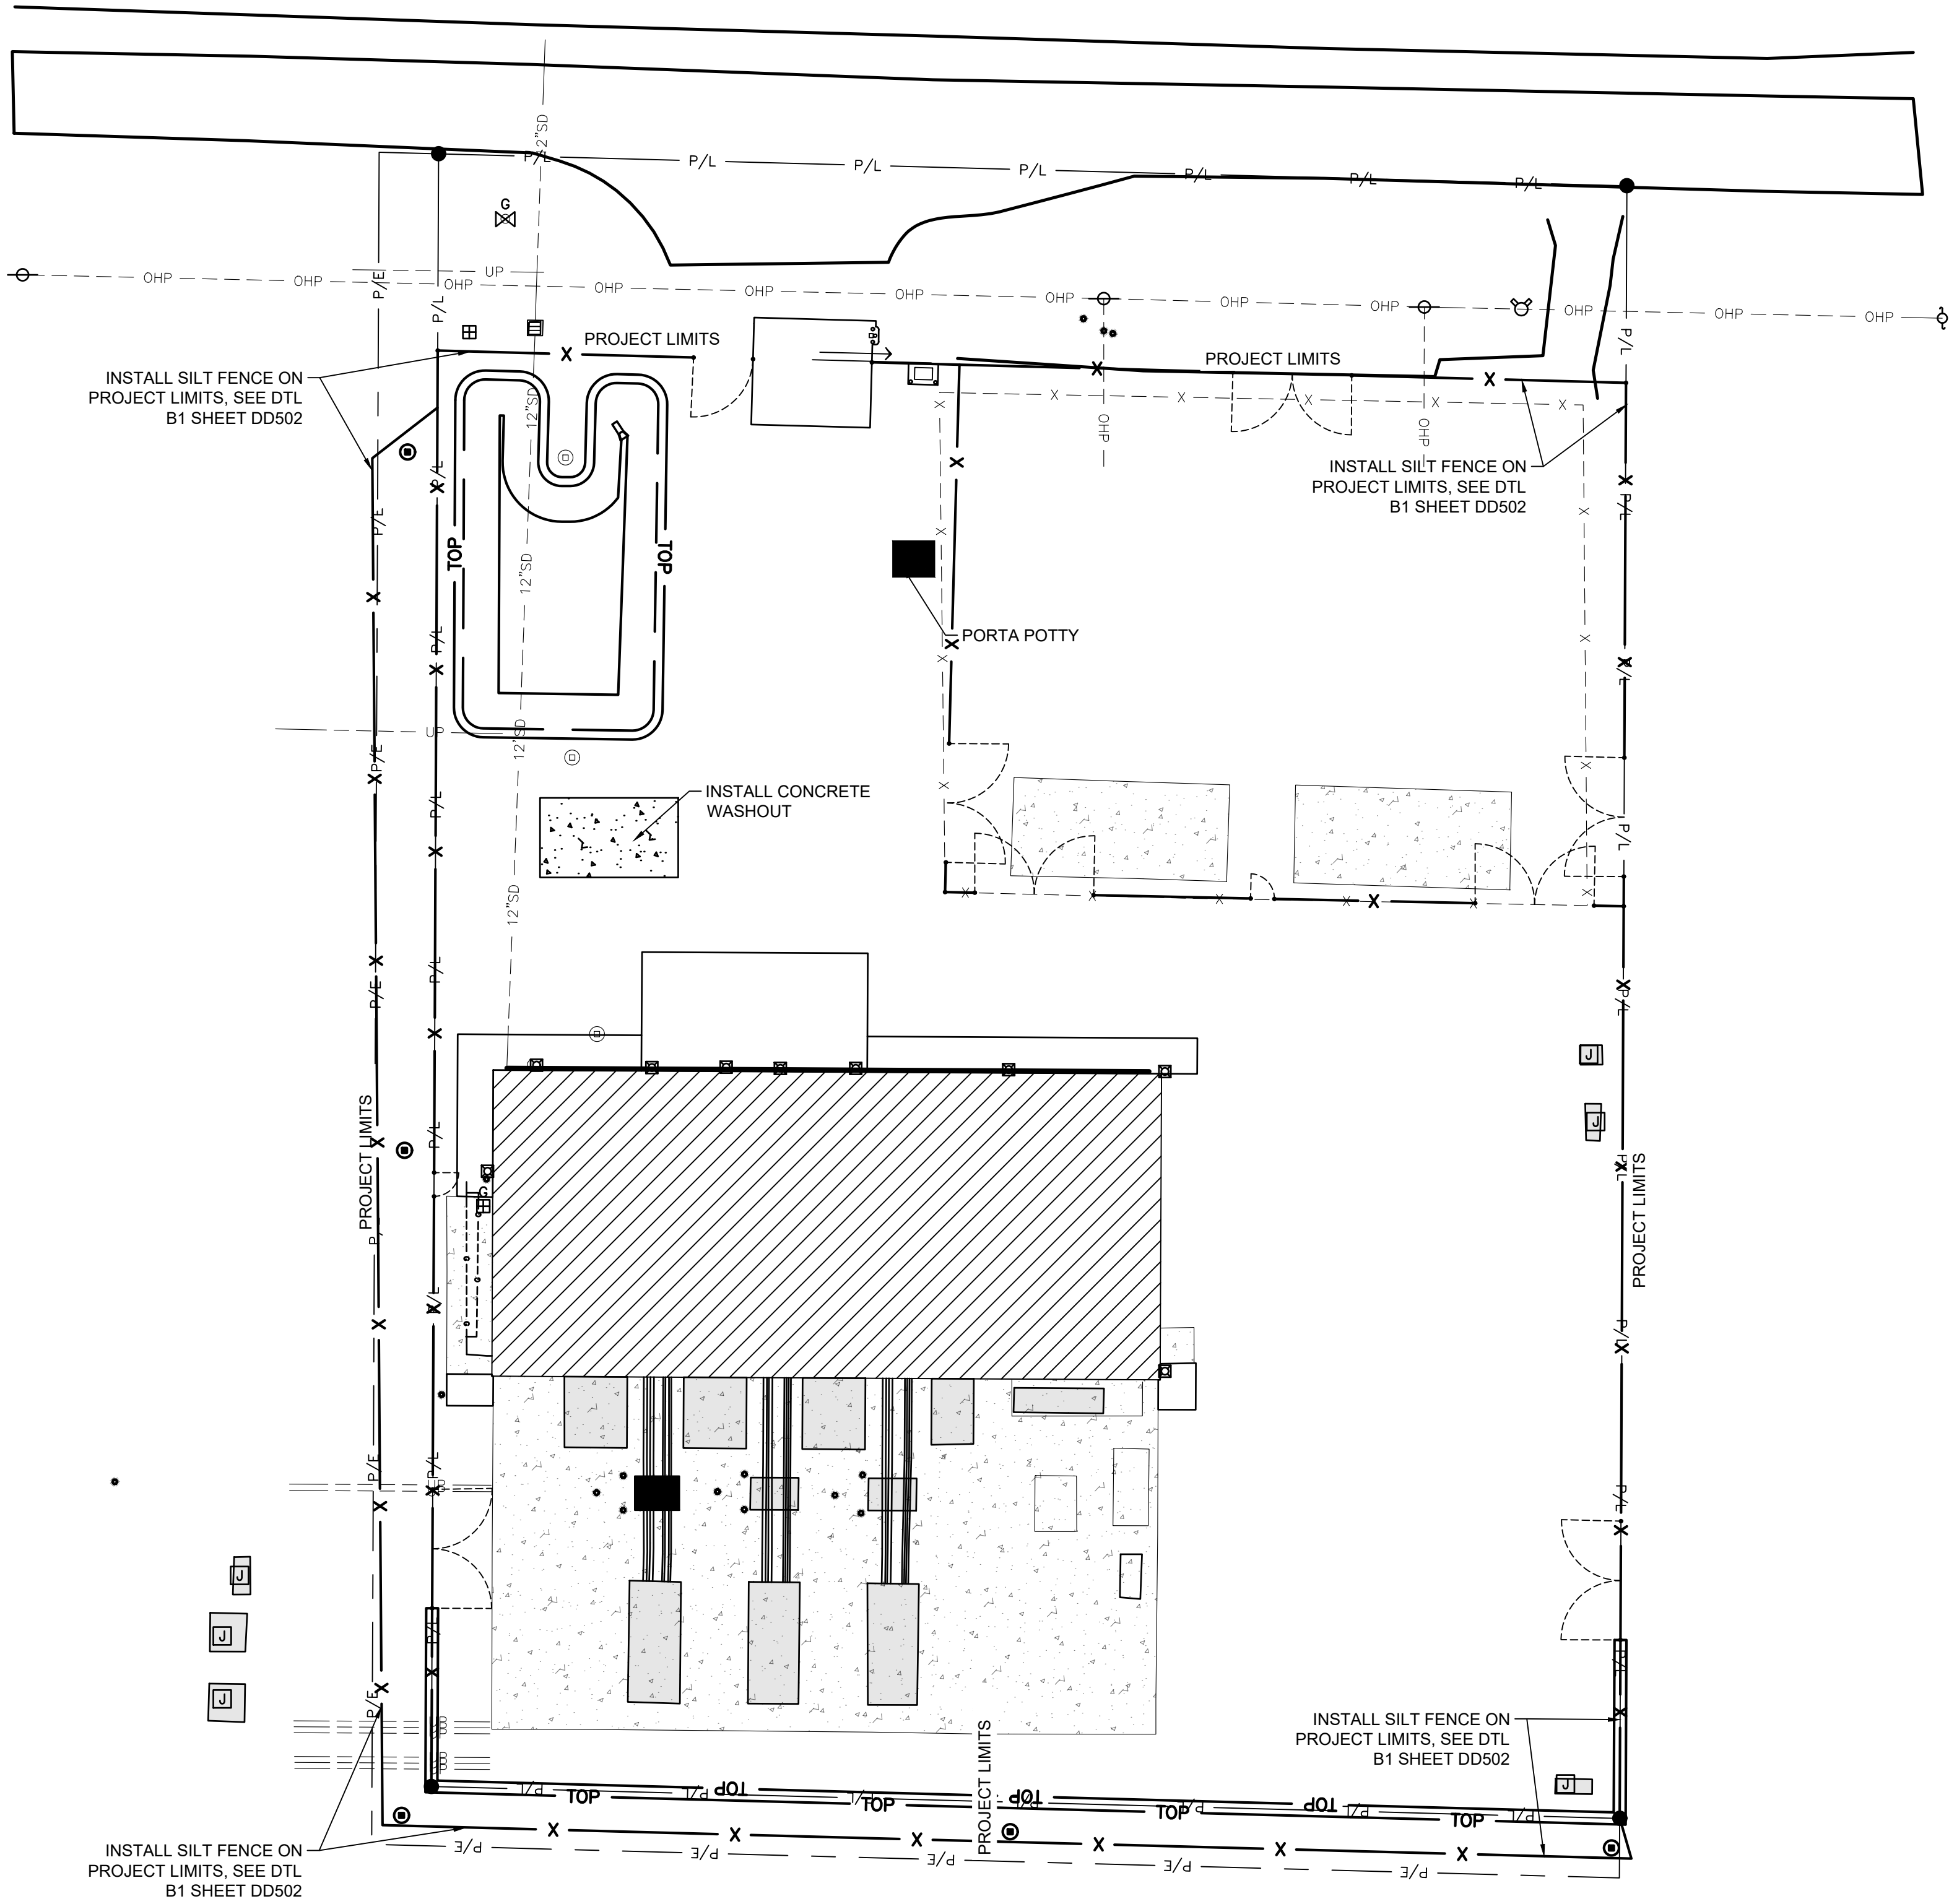 12"SD
P/L
P/L
P/L
P/L
P/L
P/L
P/L
G
P/E
UP
OHP
OHP
OHP
OHP
OHP
OHP
OHP
OHP
OHP
OHP
OHP
OHP
P/L
P/L
PROJECT LIMITS
PROJECT LIMITS
INSTALL SILT FENCE ON
PROJECT LIMITS, SEE DTL
B1 SHEET DD502
12"SD
OHP
OHP
INSTALL SILT FENCE ON
PROJECT LIMITS, SEE DTL
B1 SHEET DD502
P/L
P/L
P/E
TOP
TOP
12"SD
PORTA POTTY
P/L
P/L
UP
12"SD
P/E
INSTALL CONCRETE
WASHOUT
P/L
P/L
12"SD
P/L
P/E
P/L
PROJECT LIMITS
P/L
PROJECT LIMITS
P/L
J
J
G
P/L
P/L
P/E
P/L
P/L
J
J
J
P/L
P/L
P/E
PROJECT LIMITS
INSTALL SILT FENCE ON
PROJECT LIMITS, SEE DTL
B1 SHEET DD502
J
P/L
P/L
P/L
P/L
P/L
P/L
P/L
TOP
TOP
TOP
TOP
TOP
TOP
TOP
P/E
P/E
P/E
P/E
P/E
INSTALL SILT FENCE ON
PROJECT LIMITS, SEE DTL
B1 SHEET DD502